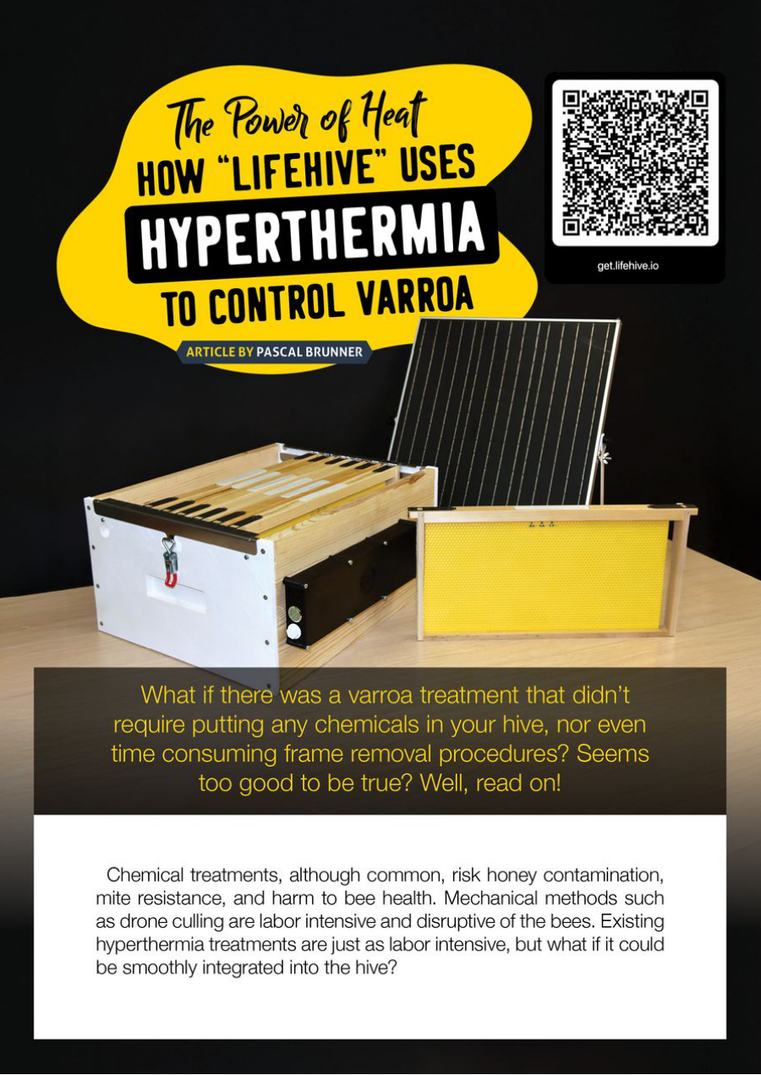 The Power of Heat
HOW “LIFEHIVE” USES
HYPERTHERMIA
TO CONTROL VARROA
ARTICLE BY PASCAL BRUNNER
get.lifehive.io
What if there was a varroa treatment that didn’t
require putting any chemicals in your hive, nor even
time consuming frame removal procedures? Seems
too good to be true? Well, read on!
Chemical treatments, although common, risk honey contamination,
mite resistance, and harm to bee health. Mechanical methods such
as drone culling are labor intensive and disruptive of the bees. Existing
hyperthermia treatments are just as labor intensive, but what if it could
be smoothly integrated into the hive?